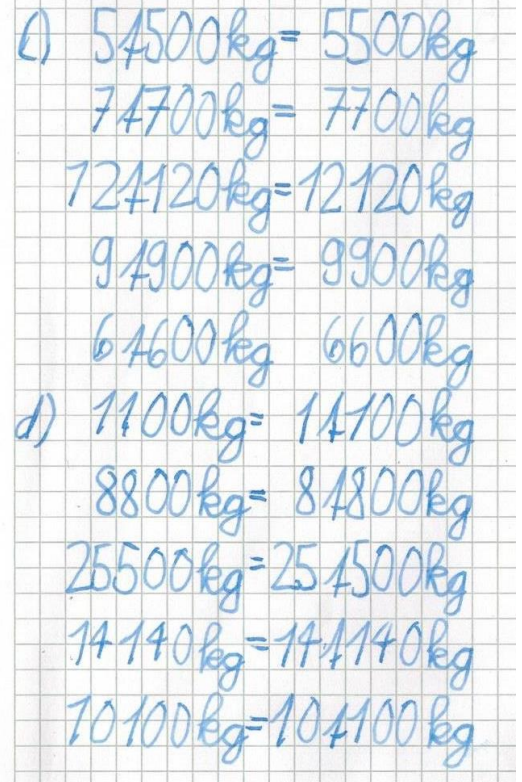 c) 5t500kg = 5500kg
7t700kg = 7700kg
12t120kg = 12120kg
9t900kg = 9900kg
6t600kg 6600kg
d) 1100kg = 1t100kg
8800kg = 8t800kg
25500kg = 25t500kg
14140kg = 14t140kg
10100kg = 10t100kg